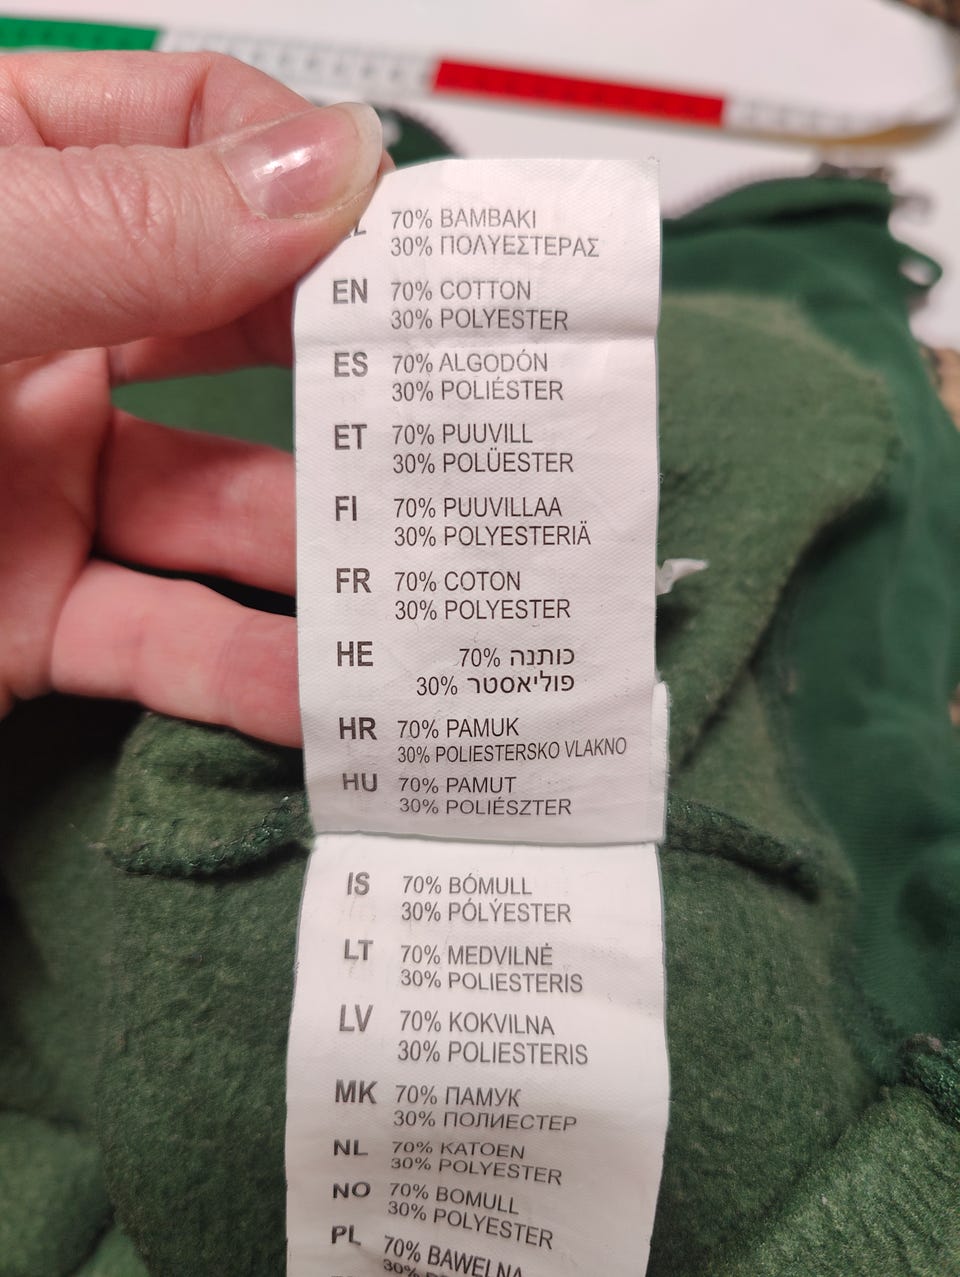 70% ΒΑΜΒΑΚΙ
30% ΠΟΛΥΕΣΤΕΡΑΣ
EN 70% COTTON
30% POLYESTER
ES 70% ALGODÓN
30% POLIÉSTER
ET 70% PUUVILL
30% POLÜESTER
FI 70% PUUVILLAA
30% POLYESTERIÄ
FR 70% COTON
30% POLYESTER
HE 70% כותנה
30% פוליאסטר
HR 70% PAMUK
30% POLIESTERSKO VLAKNO
HU 70% PAMUT
30% POLIÉSZTER
IS 70% BÓMULL
30% PÓLÝESTER
LT 70% MEDVILNĖ
30% POLIESTERIS
LV 70% KOKVILNA
30% POLIESTERIS
MK 70% ПАМУК
30% ПОЛИЕСТЕР
NL 70% KATOEN
30% POLYESTER
NO 70% BOMULL
30% POLYESTER
PL 70% BAWEŁNA
30%